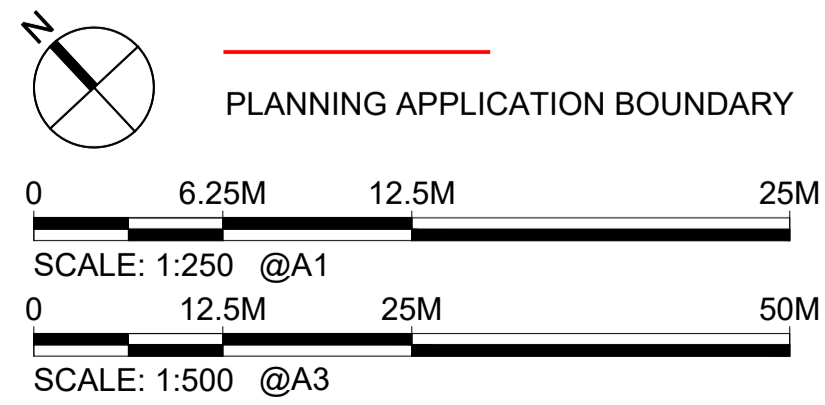 N
PLANNING APPLICATION BOUNDARY
0 6.25M 12.5M 25M
SCALE: 1:250 @A1
0 12.5M 25M 50M
SCALE: 1:500 @A3